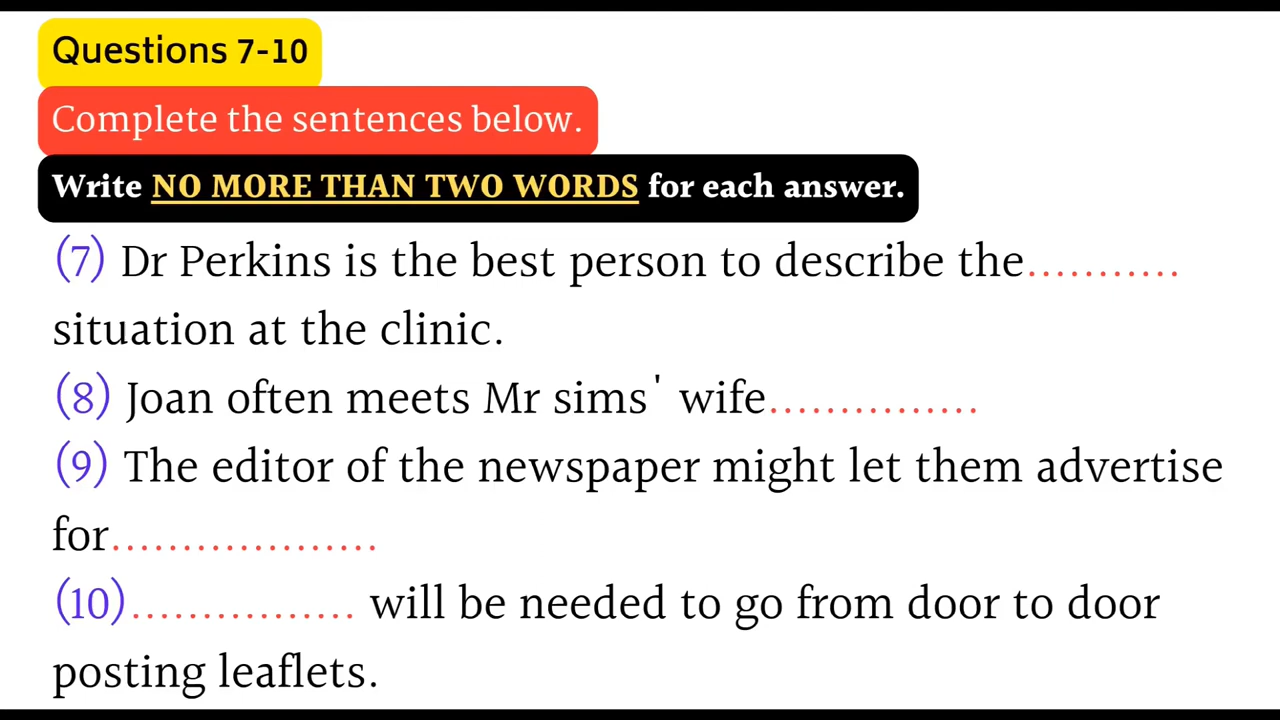 Questions 7-10
Complete the sentences below.
Write NO MORE THAN TWO WORDS for each answer.
(7) Dr Perkins is the best person to describe the...........
situation at the clinic.
(8) Joan often meets Mr sims' wife...............
(9) The editor of the newspaper might let them advertise
for...................
(10)................ will be needed to go from door to door
posting leaflets.